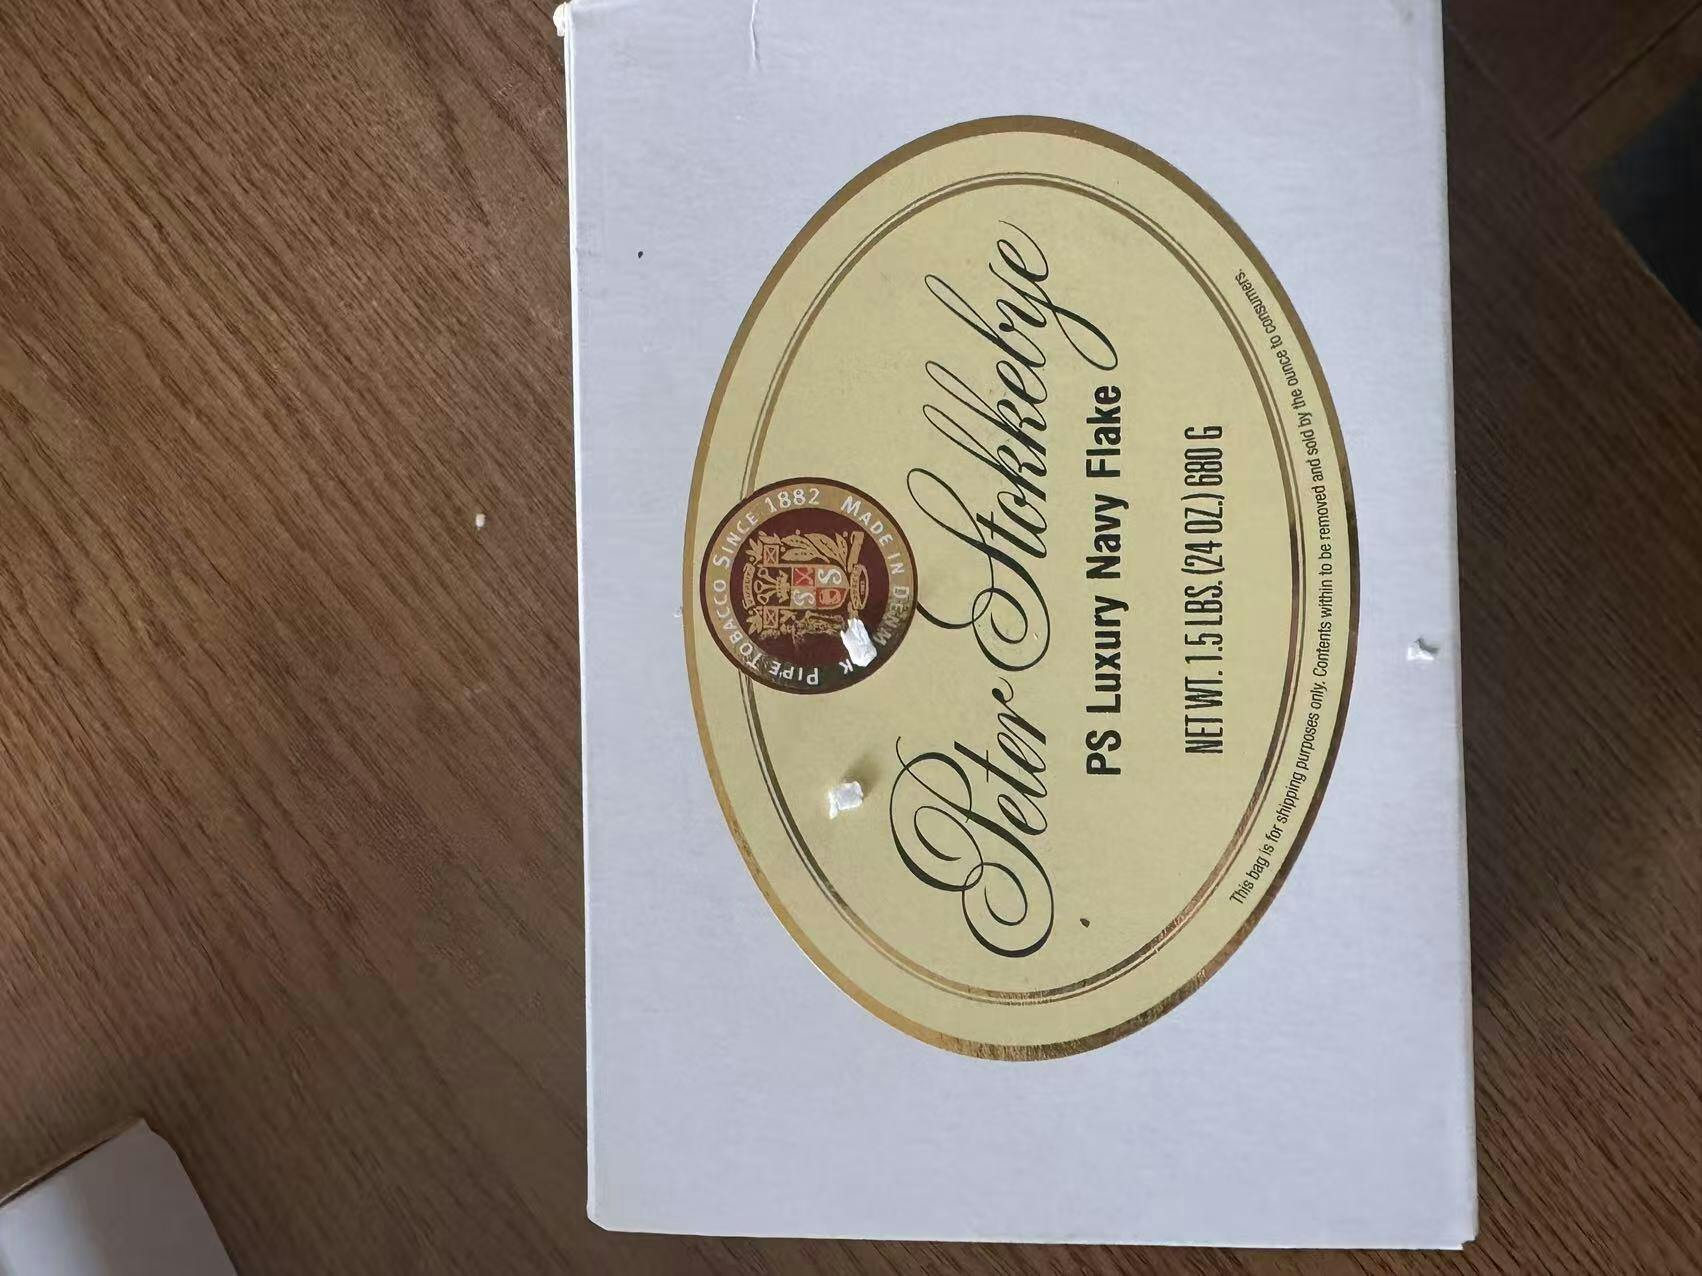 PIPE TOBACCO SINCE 1882 MADE IN DENM K
Peter Stokkebye
PS Luxury Navy Flake
NET WT. 1.5 LBS. (24 OZ.) 680 G
This bag is for shipping purposes only. Contents within to be removed and sold by the ounce to consumers.